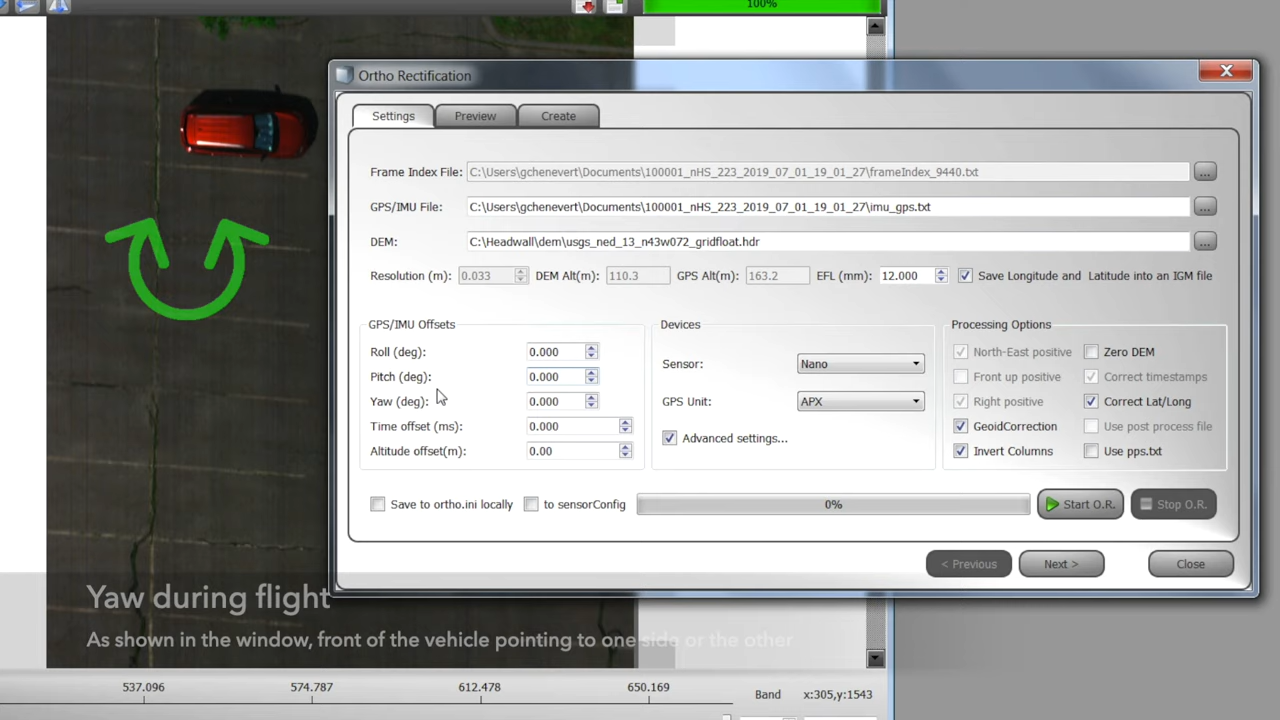 100%
Ortho Rectification
Settings
Preview
Create
Frame Index File: C:\Users\gchenevert\Documents\100001_nHS_223_2019_07_01_19_01_27\frameIndex_9440.txt ...
GPS/IMU File: C:\Users\gchenevert\Documents\100001_nHS_223_2019_07_01_19_01_27\imu_gps.txt ...
DEM: C:\Headwall\dem\usgs_ned_13_n43w072_gridfloat.hdr ...
Resolution (m): 0.033 DEM Alt(m): 110.3 GPS Alt(m): 163.2 EFL (mm): 12.000 Save Longitude and Latitude into an IGM file
GPS/IMU Offsets
Roll (deg): 0.000
Pitch (deg): 0.000
Yaw (deg): 0.000
Time offset (ms): 0.000
Altitude offset(m): 0.00
Devices
Sensor: Nano
GPS Unit: APX
Advanced settings...
Processing Options
North-East positive Zero DEM
Front up positive Correct timestamps
Right positive Correct Lat/Long
GeoidCorrection Use post process file
Invert Columns Use pps.txt
Save to ortho.ini locally to sensorConfig 0% Start O.R. Stop O.R.
< Previous Next > Close
Yaw during flight
As shown in the window, front of the vehicle pointing to one side or the other
537.096 574.787 612.478 650.169 Band x:305,y:1543